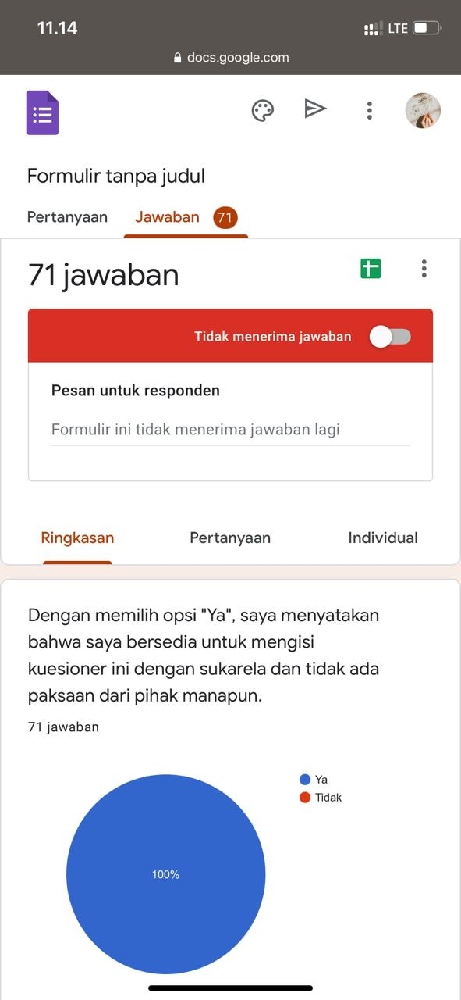 11.14
LTE
docs.google.com
Formulir tanpa judul
Pertanyaan Jawaban 71
71 jawaban
Tidak menerima jawaban
Pesan untuk responden
Formulir ini tidak menerima jawaban lagi
Ringkasan Pertanyaan Individual
Dengan memilih opsi "Ya", saya menyatakan
bahwa saya bersedia untuk mengisi
kuesioner ini dengan sukarela dan tidak ada
paksaan dari pihak manapun.
71 jawaban
Ya
Tidak
100%